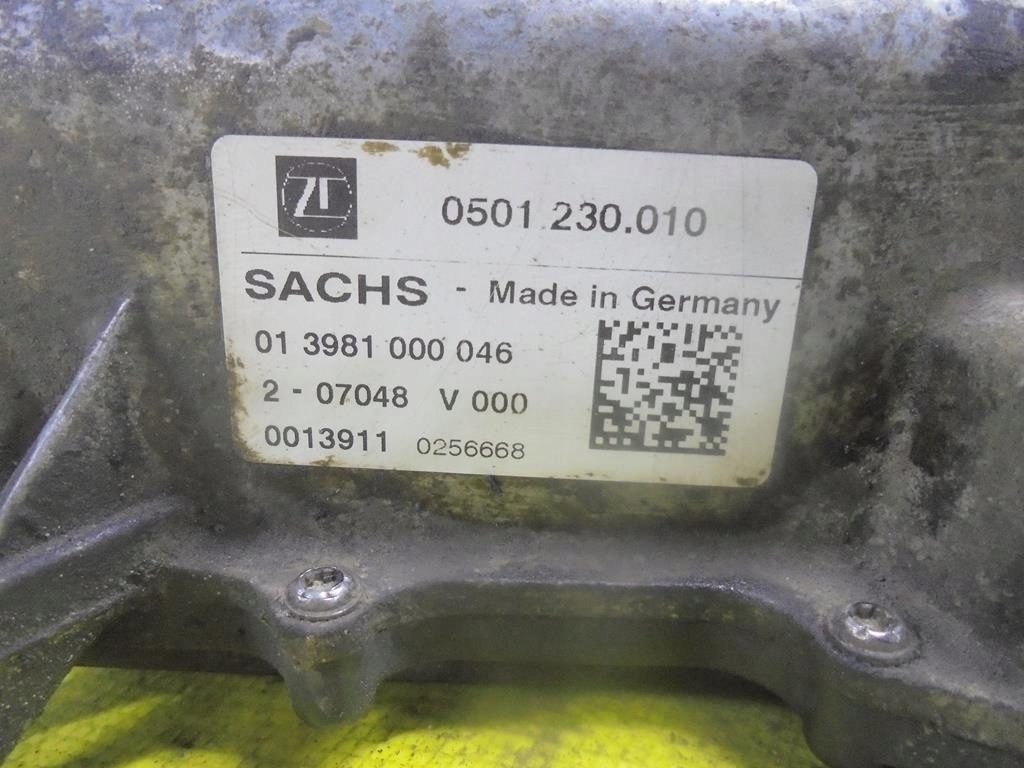 ZF 0501 230.010
SACHS - Made in Germany
01 3981 000 046
2 - 07048 V 000
0013911 0256668